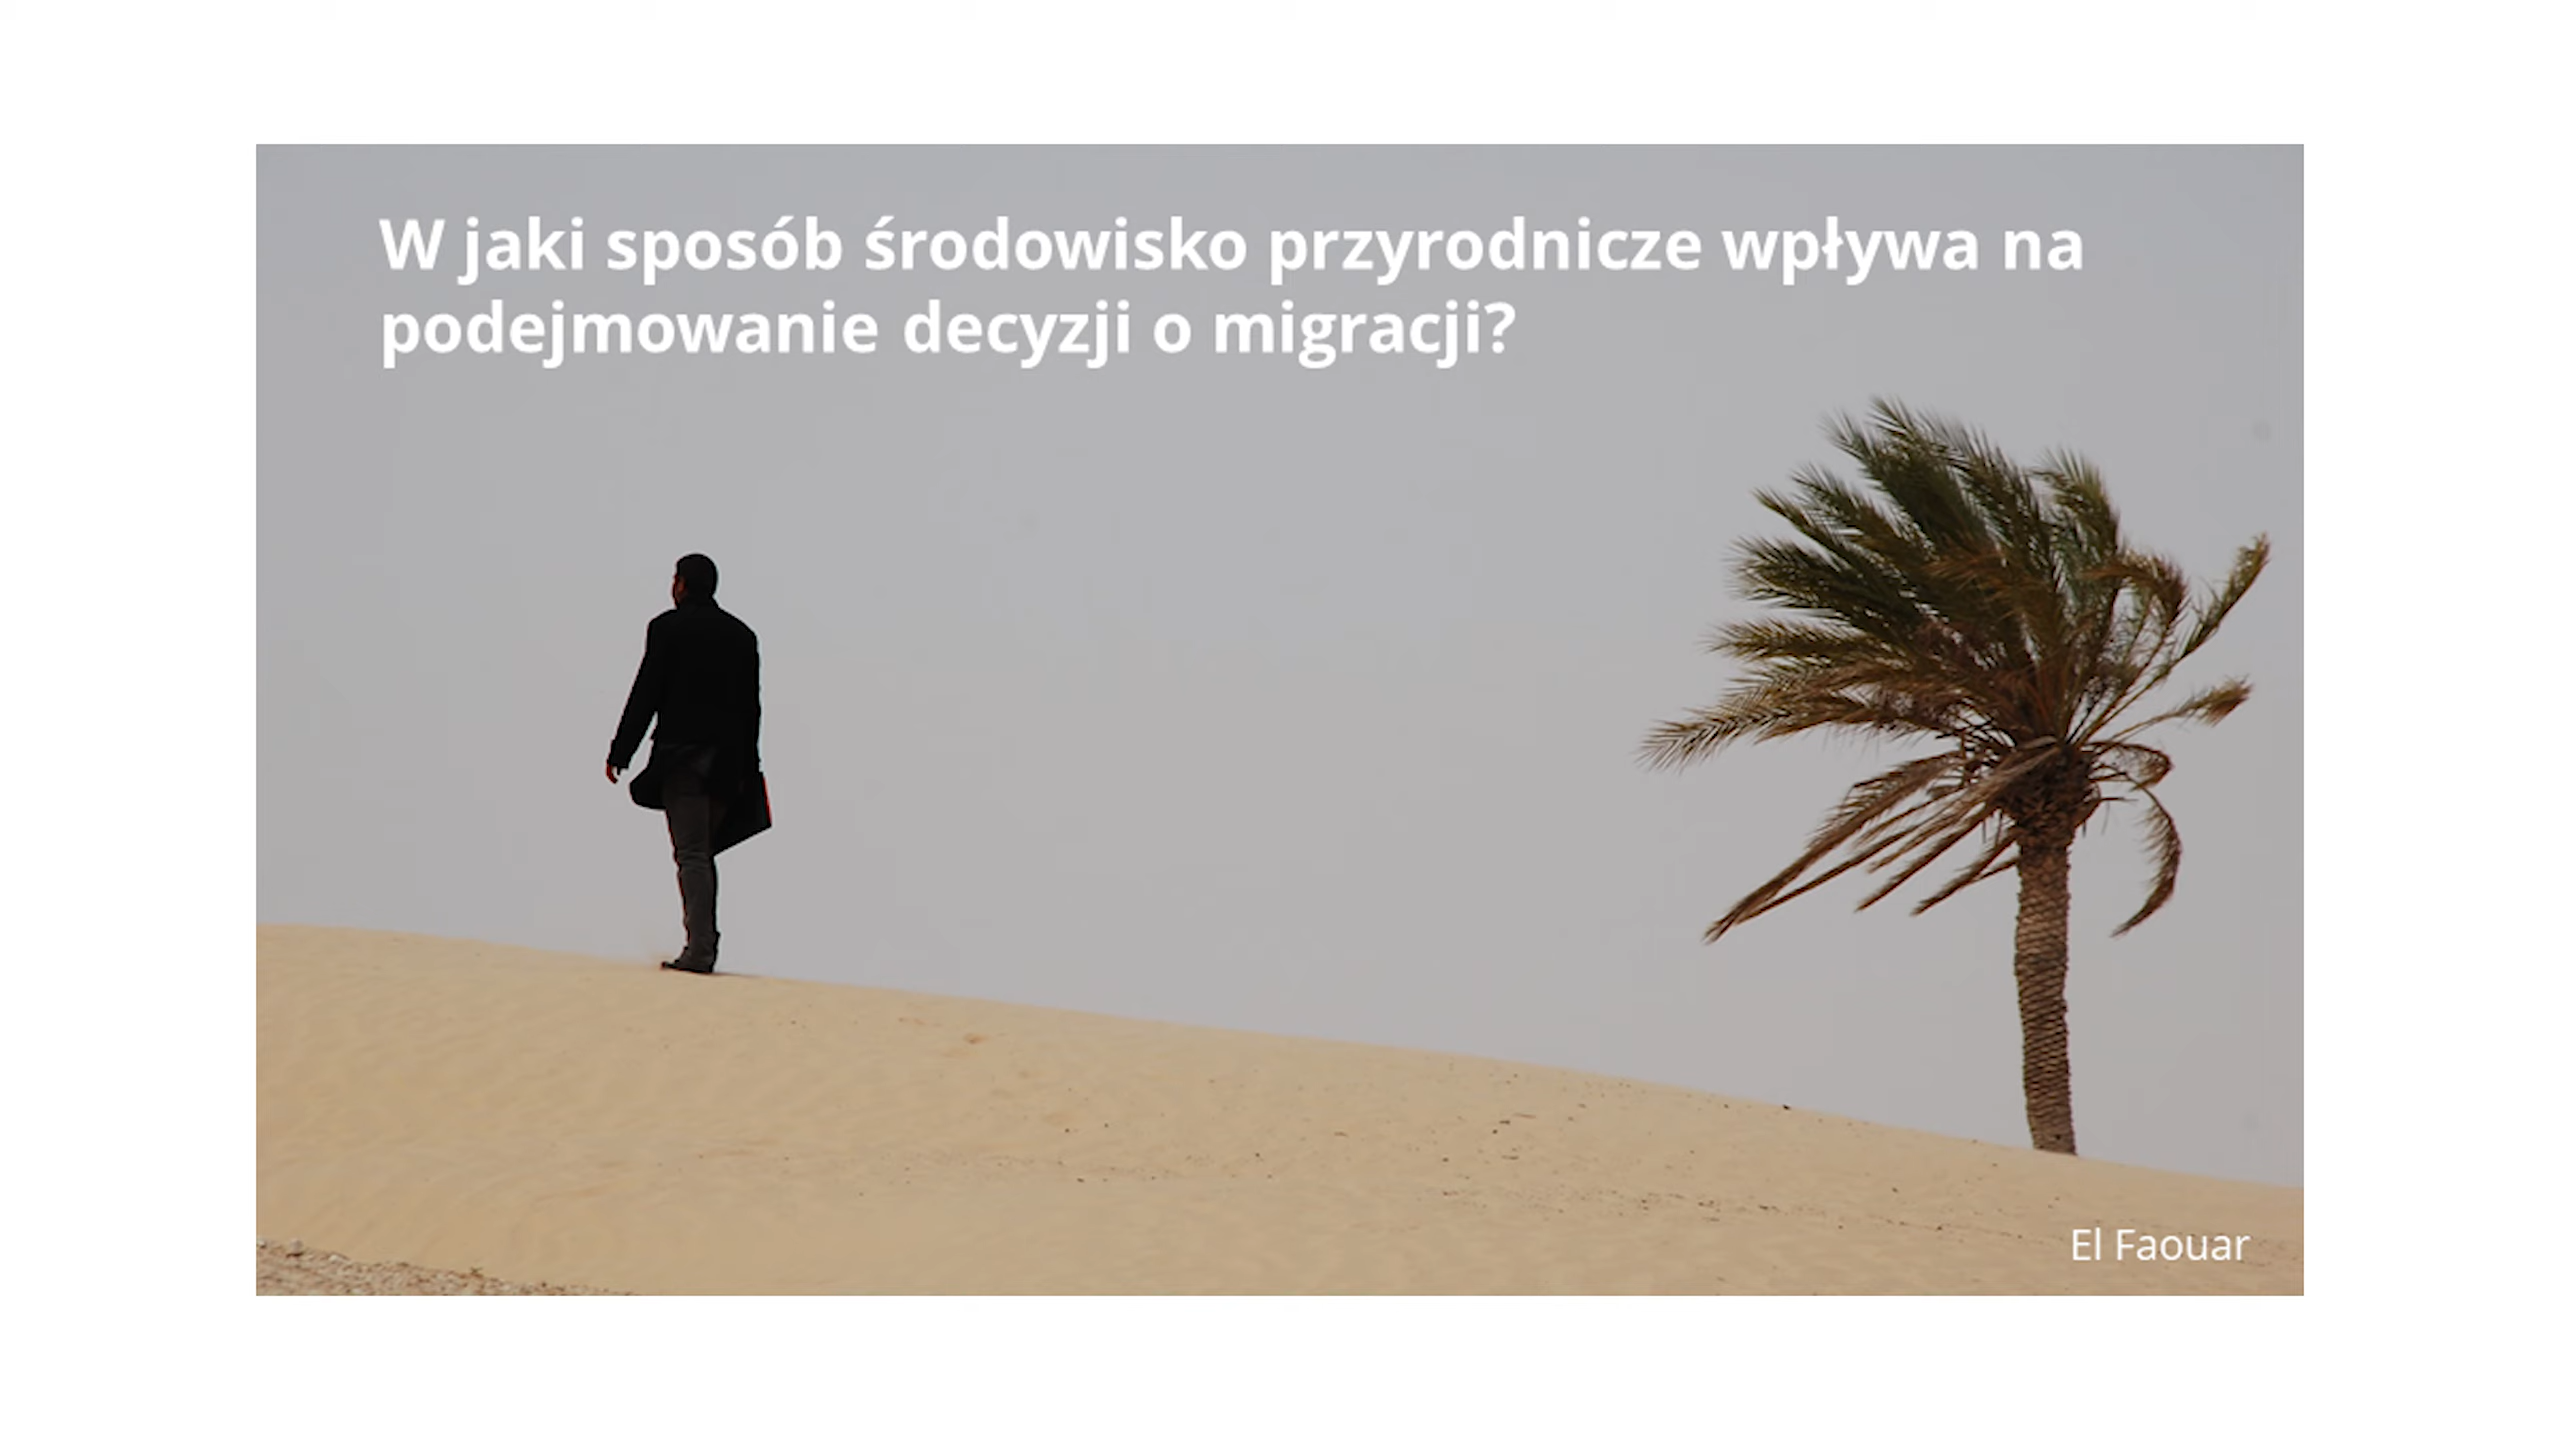 W jaki sposób środowisko przyrodnicze wpływa na
podejmowanie decyzji o migracji?
El Faouar